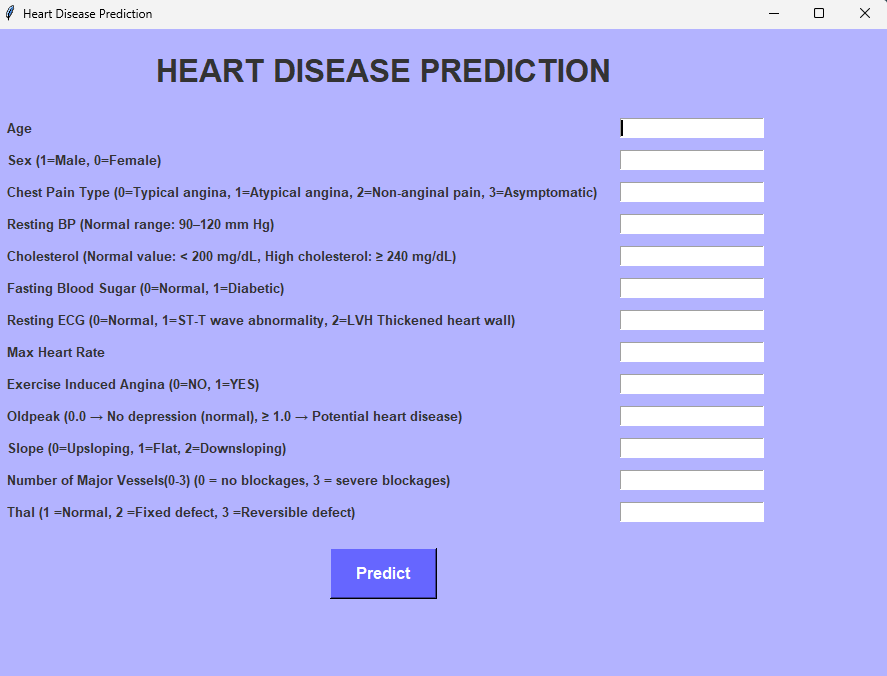 Heart Disease Prediction
HEART DISEASE PREDICTION
Age
Sex (1=Male, 0=Female)
Chest Pain Type (0=Typical angina, 1=Atypical angina, 2=Non-anginal pain, 3=Asymptomatic)
Resting BP (Normal range: 90–120 mm Hg)
Cholesterol (Normal value: < 200 mg/dL, High cholesterol: ≥ 240 mg/dL)
Fasting Blood Sugar (0=Normal, 1=Diabetic)
Resting ECG (0=Normal, 1=ST-T wave abnormality, 2=LVH Thickened heart wall)
Max Heart Rate
Exercise Induced Angina (0=NO, 1=YES)
Oldpeak (0.0 → No depression (normal), ≥ 1.0 → Potential heart disease)
Slope (0=Upsloping, 1=Flat, 2=Downsloping)
Number of Major Vessels(0-3) (0 = no blockages, 3 = severe blockages)
Thal (1 =Normal, 2 =Fixed defect, 3 =Reversible defect)
Predict